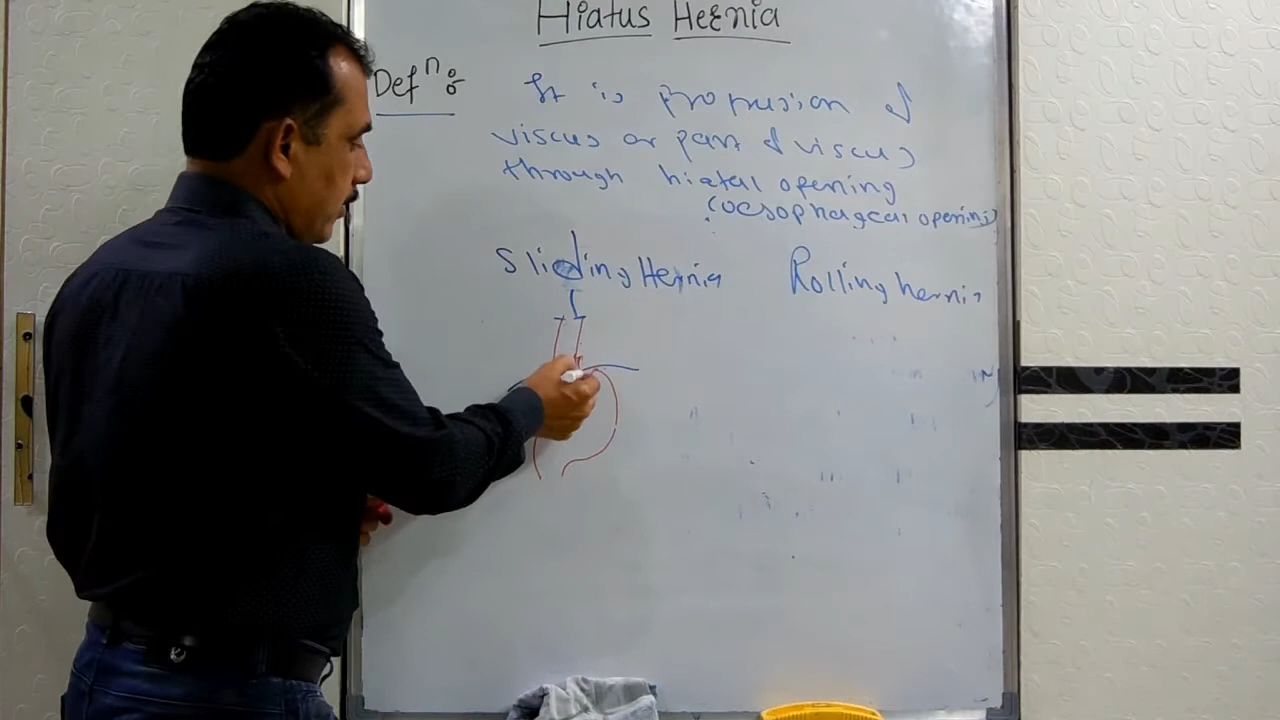 Hiatus Hernia
Defn: It is protrusion of
viscus or part of viscus
through hiatal opening
(oesophageal opening)
Sliding Hernia Rolling hernia